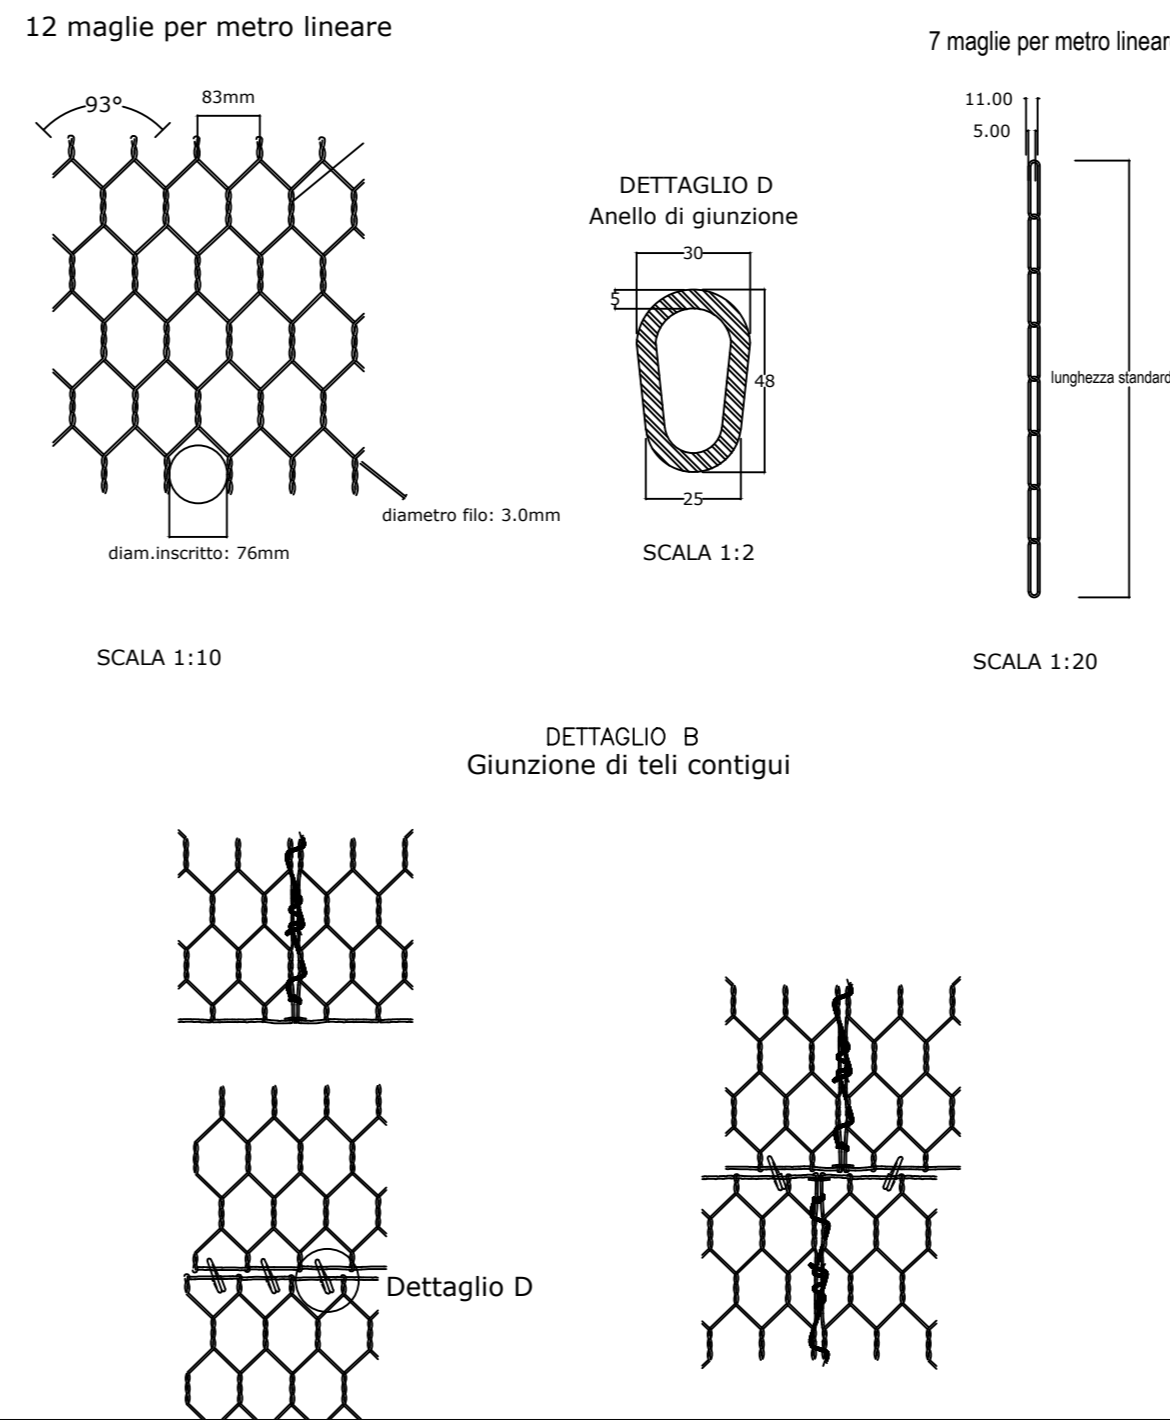 12 maglie per metro lineare
7 maglie per metro linear
93°
83mm
11.00
5.00
DETTAGLIO D
Anello di giunzione
30
5
48
25
lunghezza standard
diametro filo: 3.0mm
diam.inscritto: 76mm
SCALA 1:2
SCALA 1:10
SCALA 1:20
DETTAGLIO B
Giunzione di teli contigui
Dettaglio D